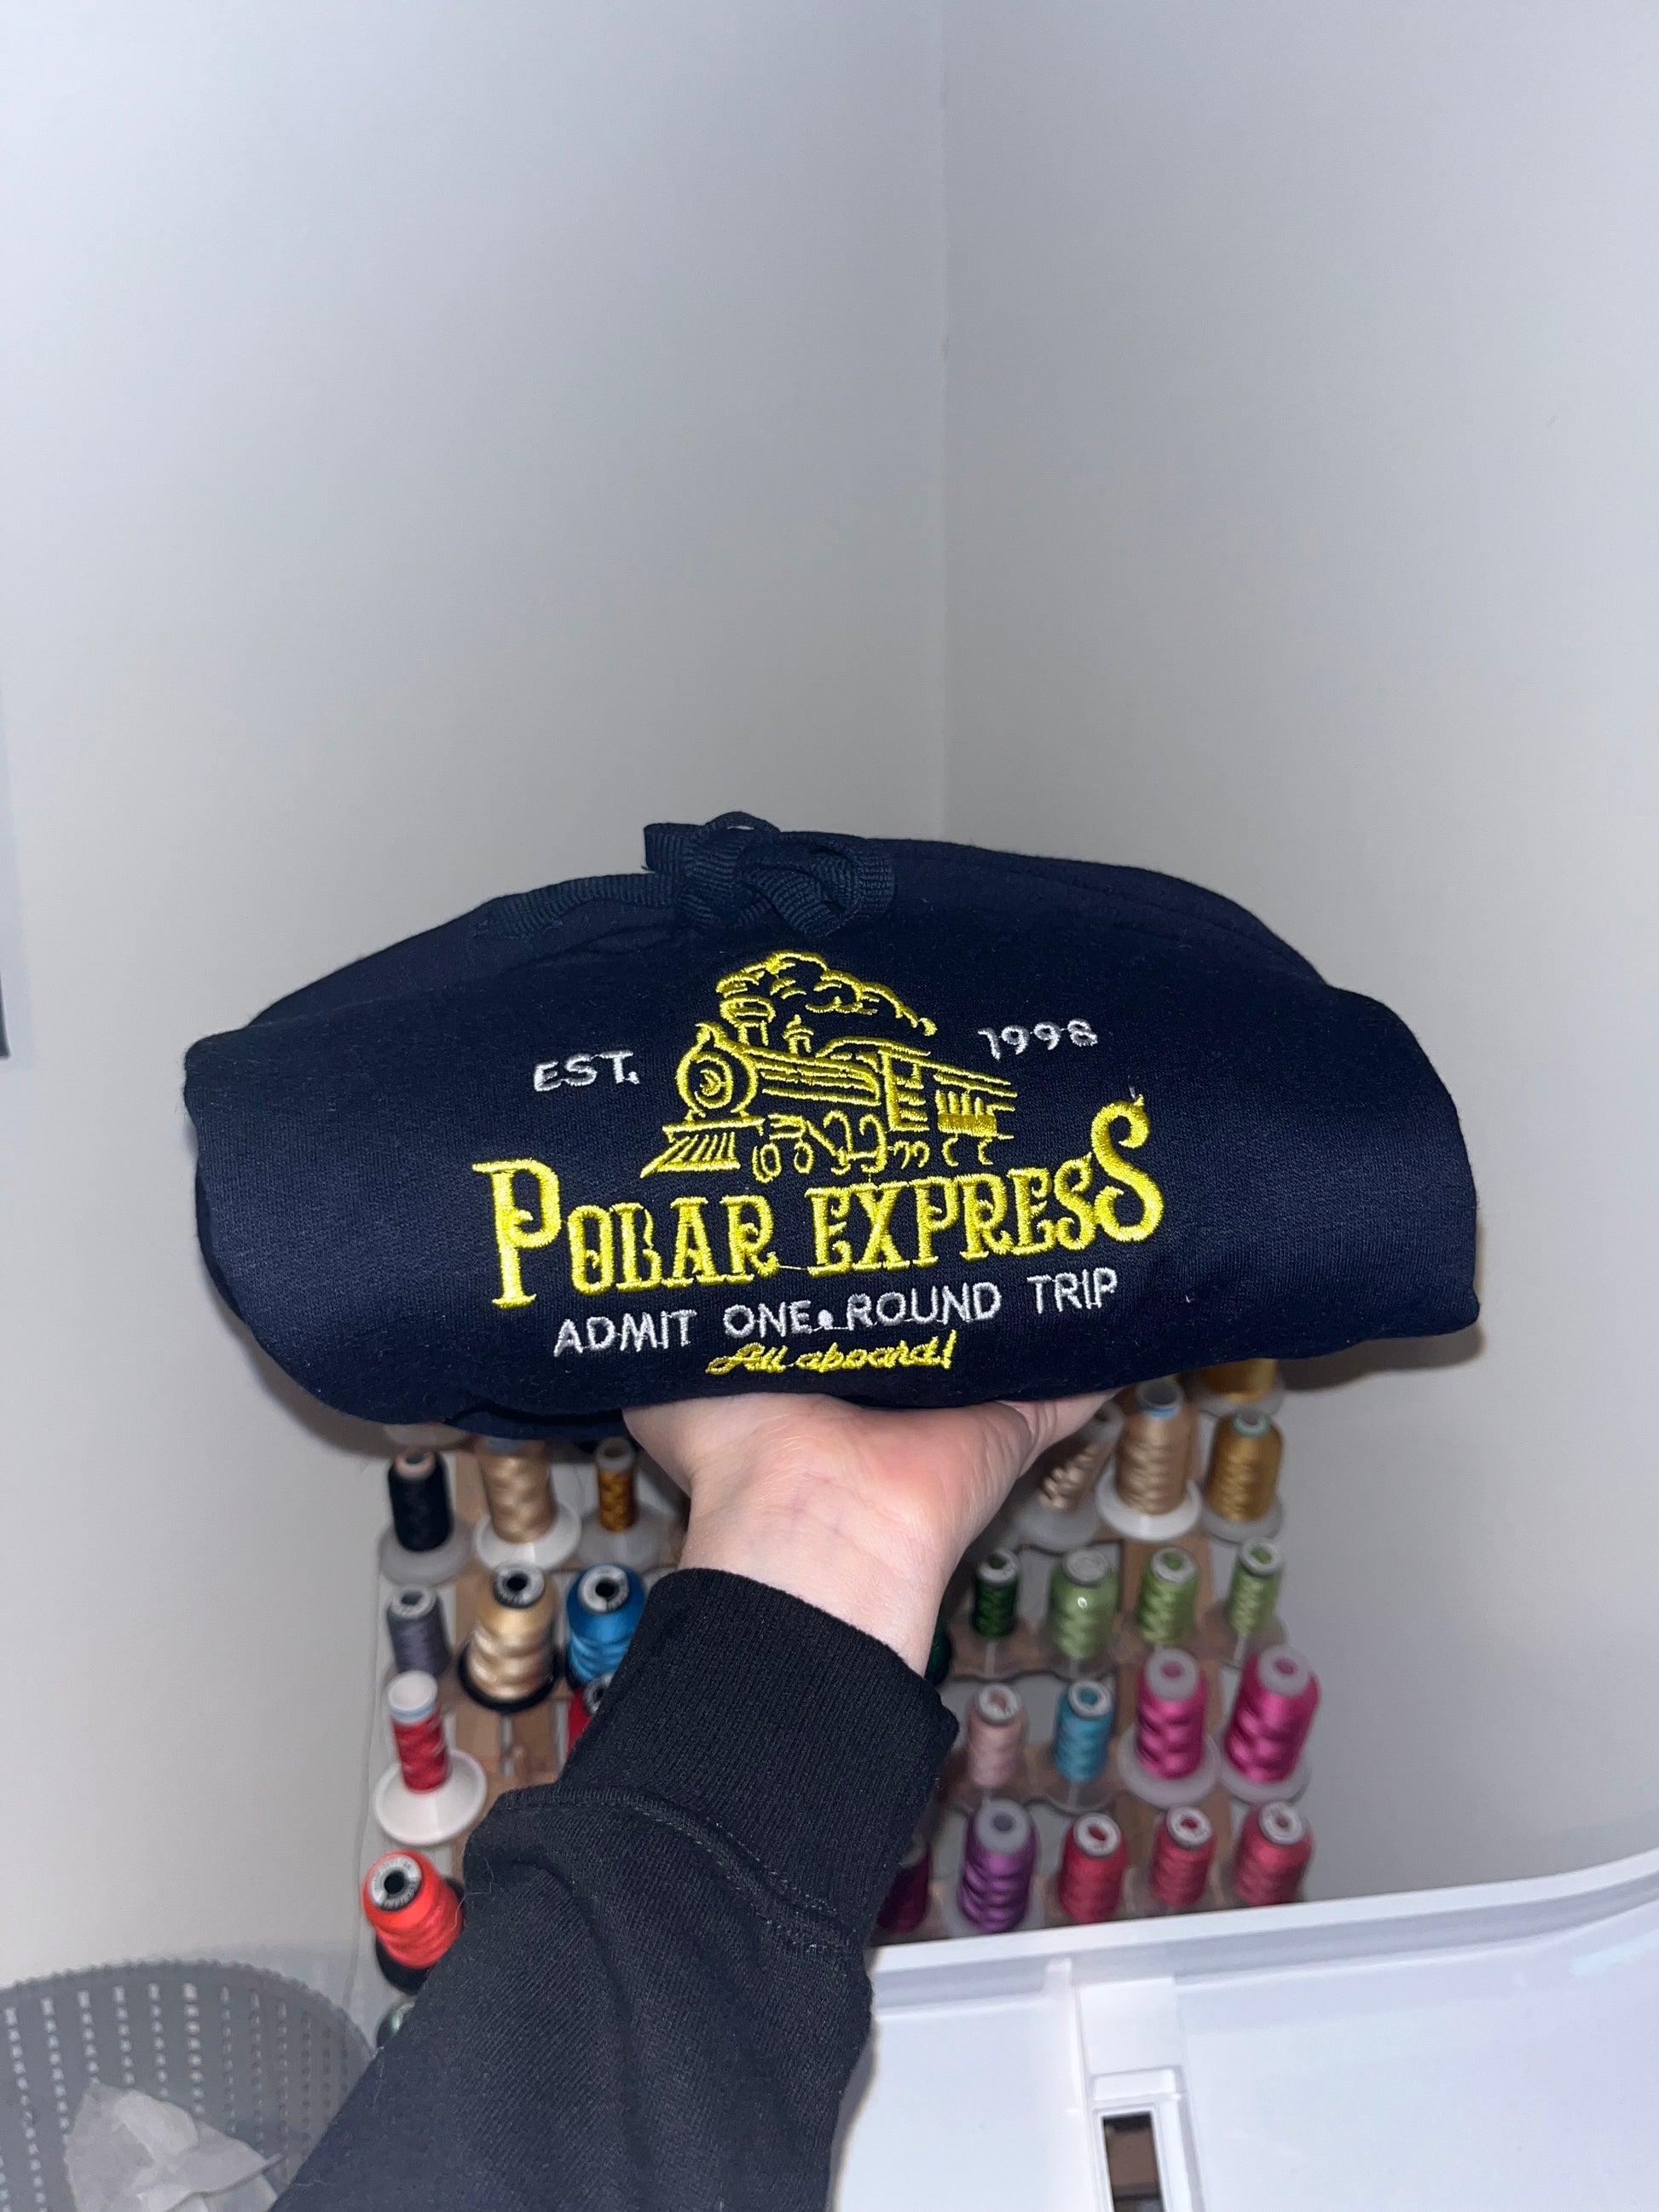 EST. 1998
POLAR EXPRESS
ADMIT ONE • ROUND TRIP
All aboard!